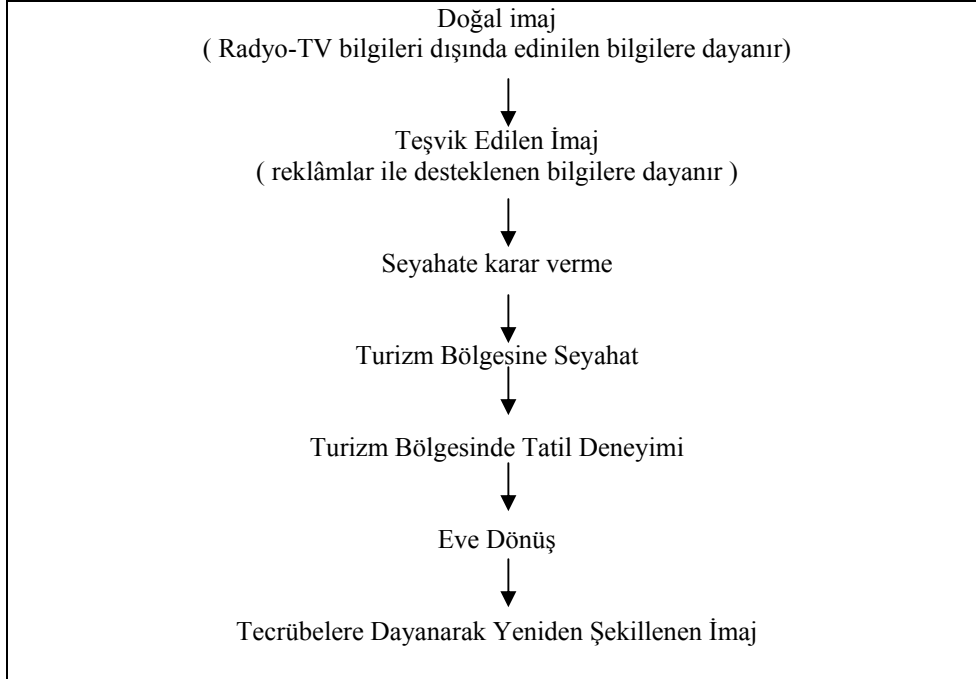 Doğal imaj
( Radyo-TV bilgileri dışında edinilen bilgilere dayanır)
Teşvik Edilen İmaj
( reklâmlar ile desteklenen bilgilere dayanır )
Seyahate karar verme
Turizm Bölgesine Seyahat
Turizm Bölgesinde Tatil Deneyimi
Eve Dönüş
Tecrübelere Dayanarak Yeniden Şekillenen İmaj